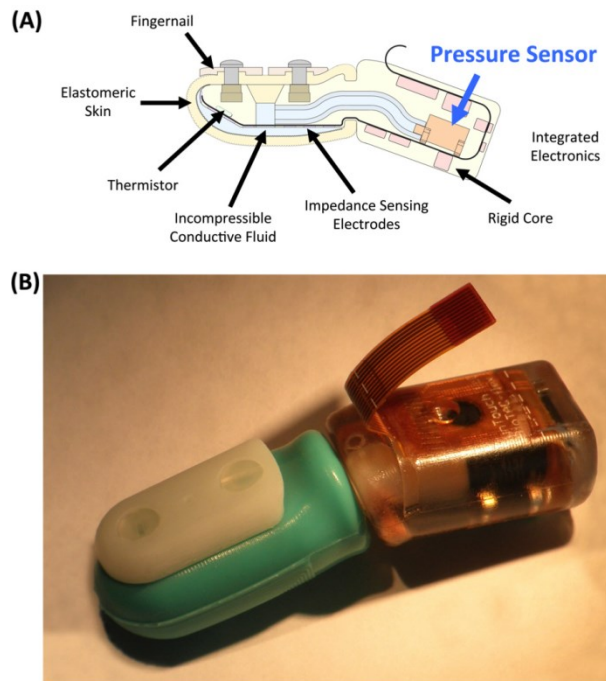 (A)
Fingernail
Pressure Sensor
Elastomeric
Skin
Integrated
Electronics
Thermistor
Incompressible
Conductive Fluid
Impedance Sensing
Electrodes
Rigid Core
(B)